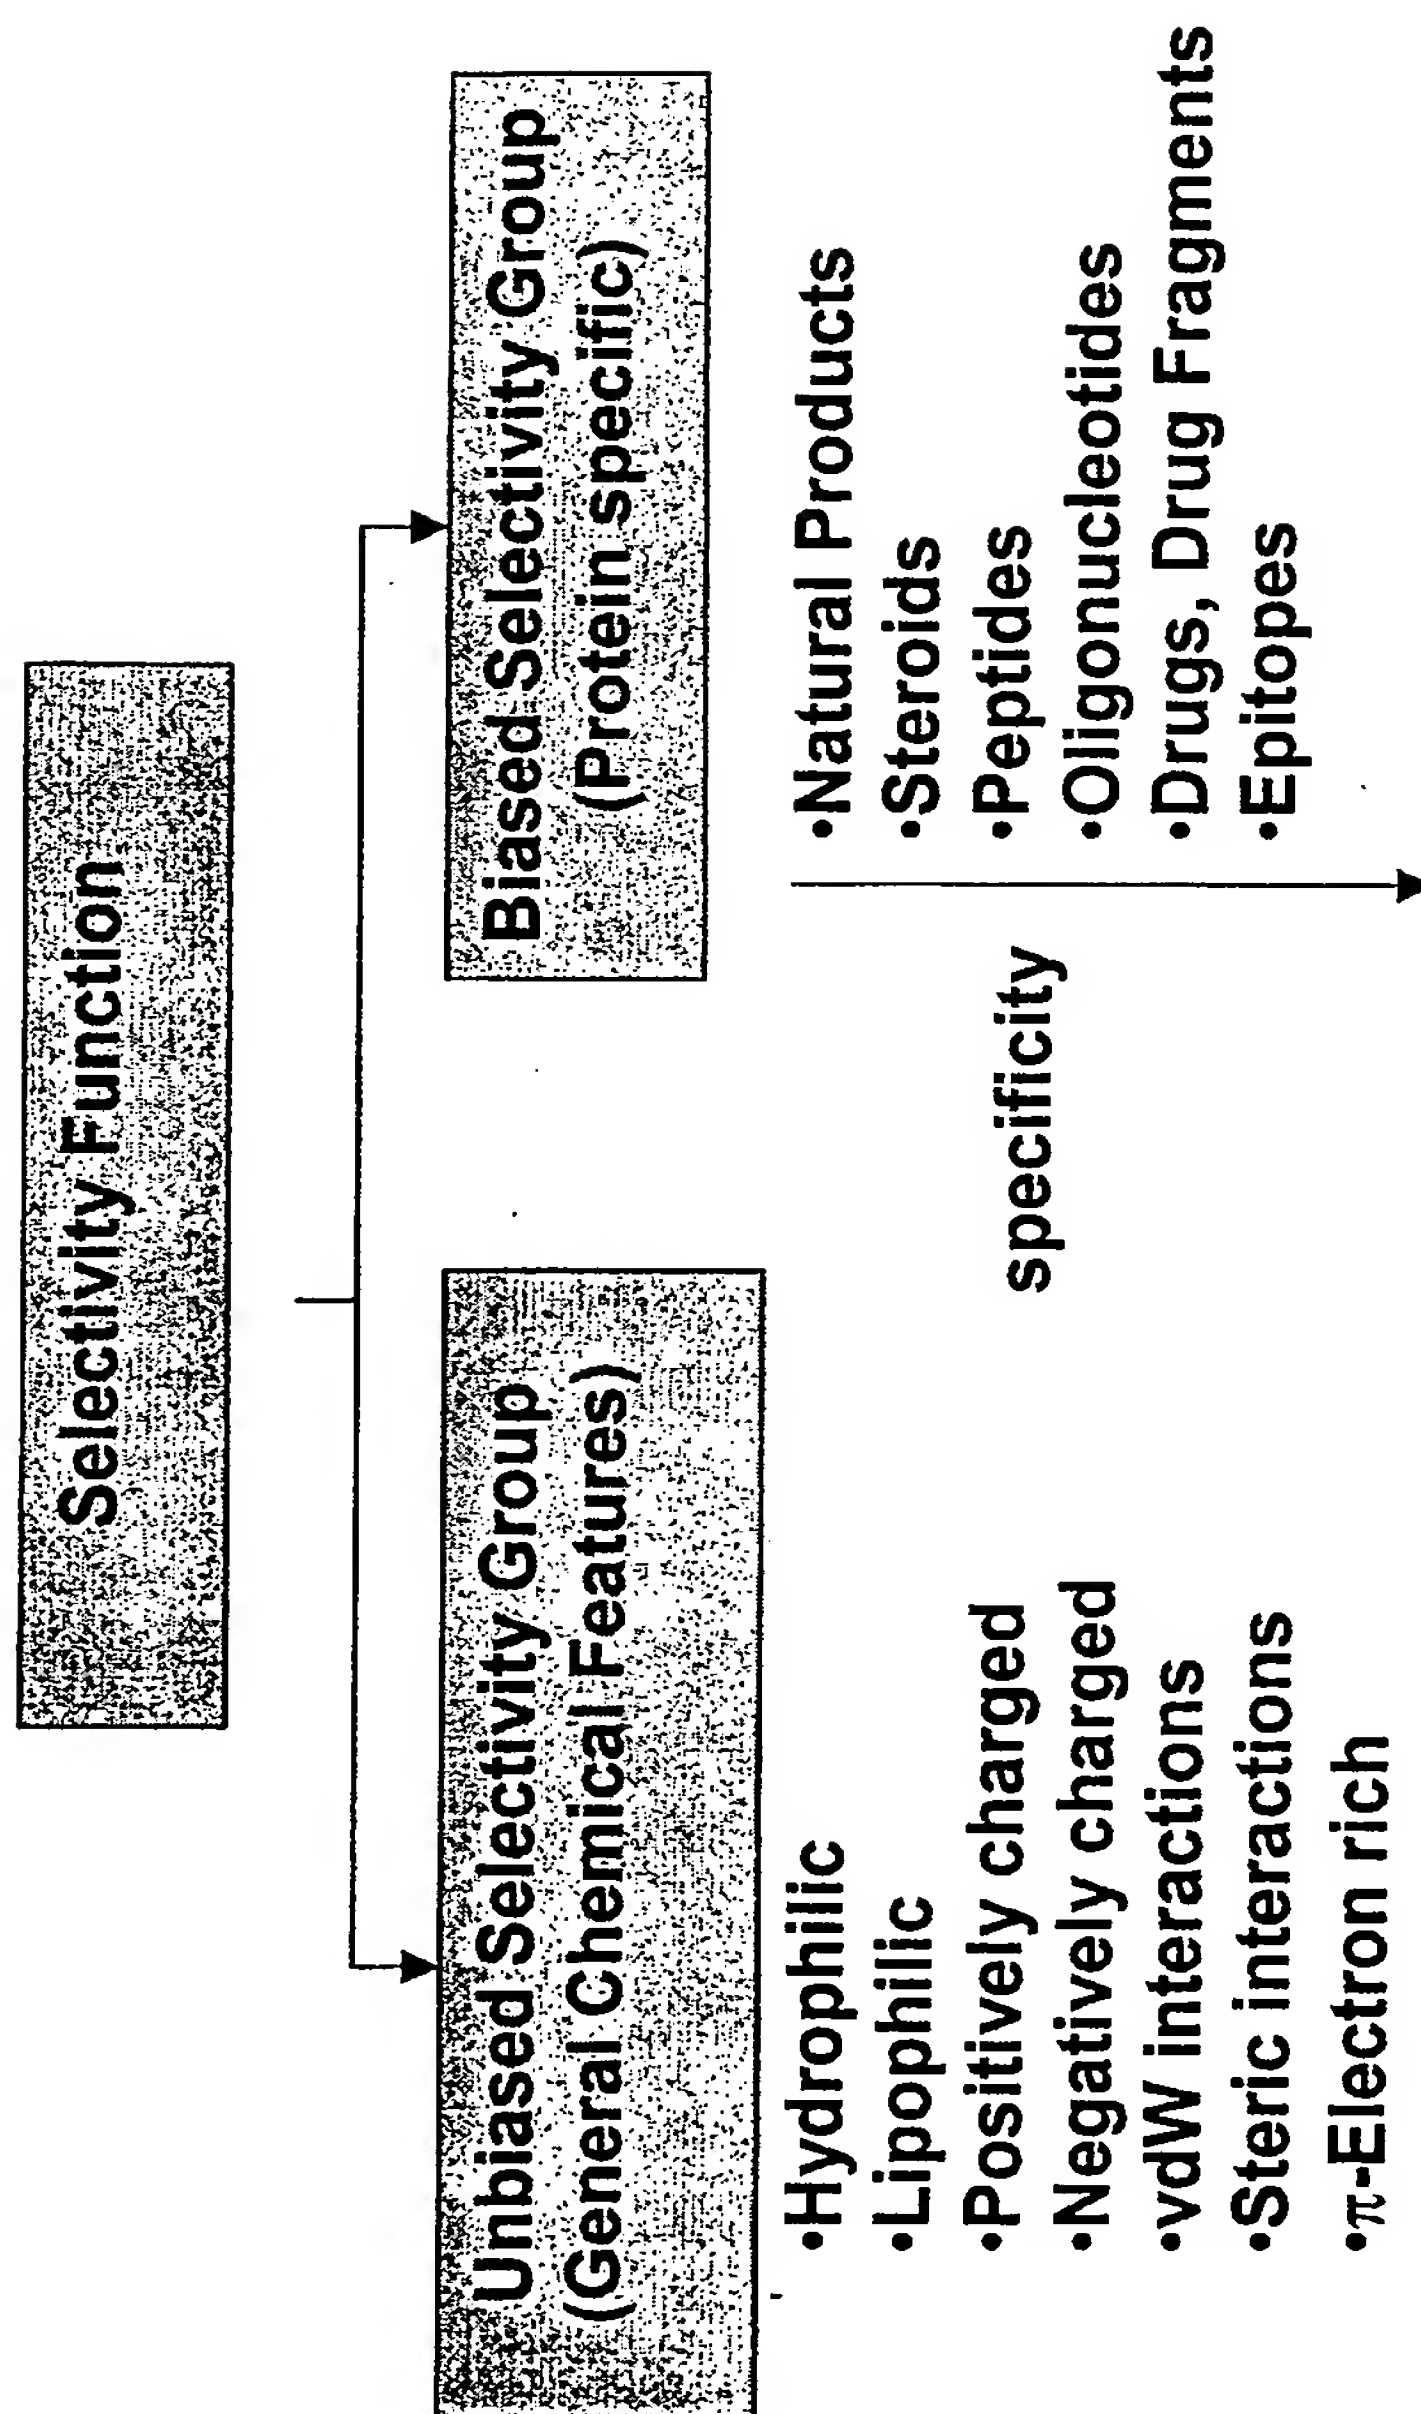 Selectivity Function
Unbiased Selectivity Group
(General Chemical Features)
•Hydrophilic
•Lipophilic
•Positively charged
•Negatively charged
•vdW interactions
•Steric interactions
•π-Electron rich
specificity
Biased Selectivity Group
(Protein specific)
•Natural Products
•Steroids
•Peptides
•Oligonucleotides
•Drugs, Drug Fragments
•Epitopes